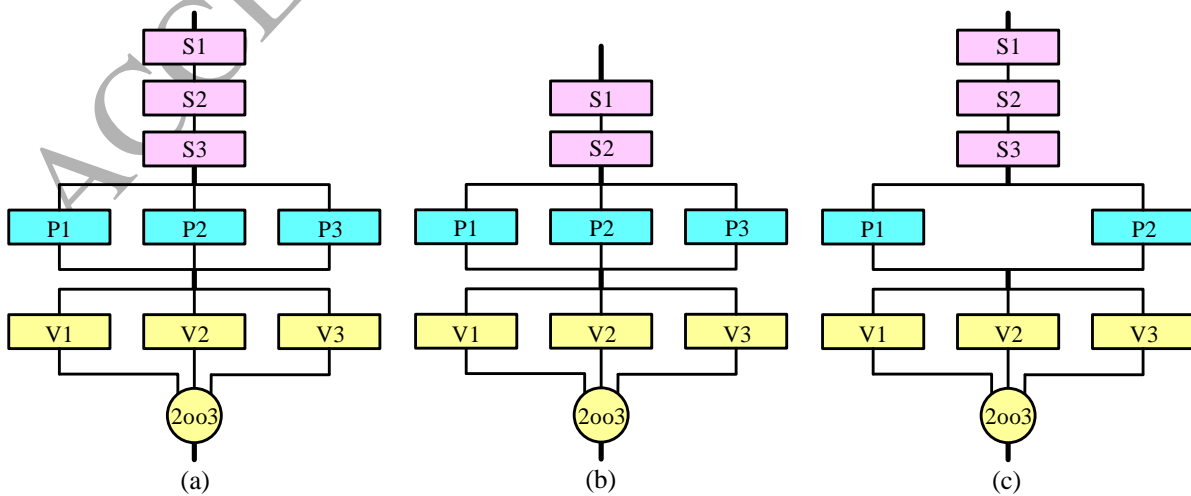 S1
S2
S3
P1 P2 P3
V1 V2 V3
2oo3
(a)
S1
S2
P1 P2 P3
V1 V2 V3
2oo3
(b)
S1
S2
S3
P1 P2
V1 V2 V3
2oo3
(c)